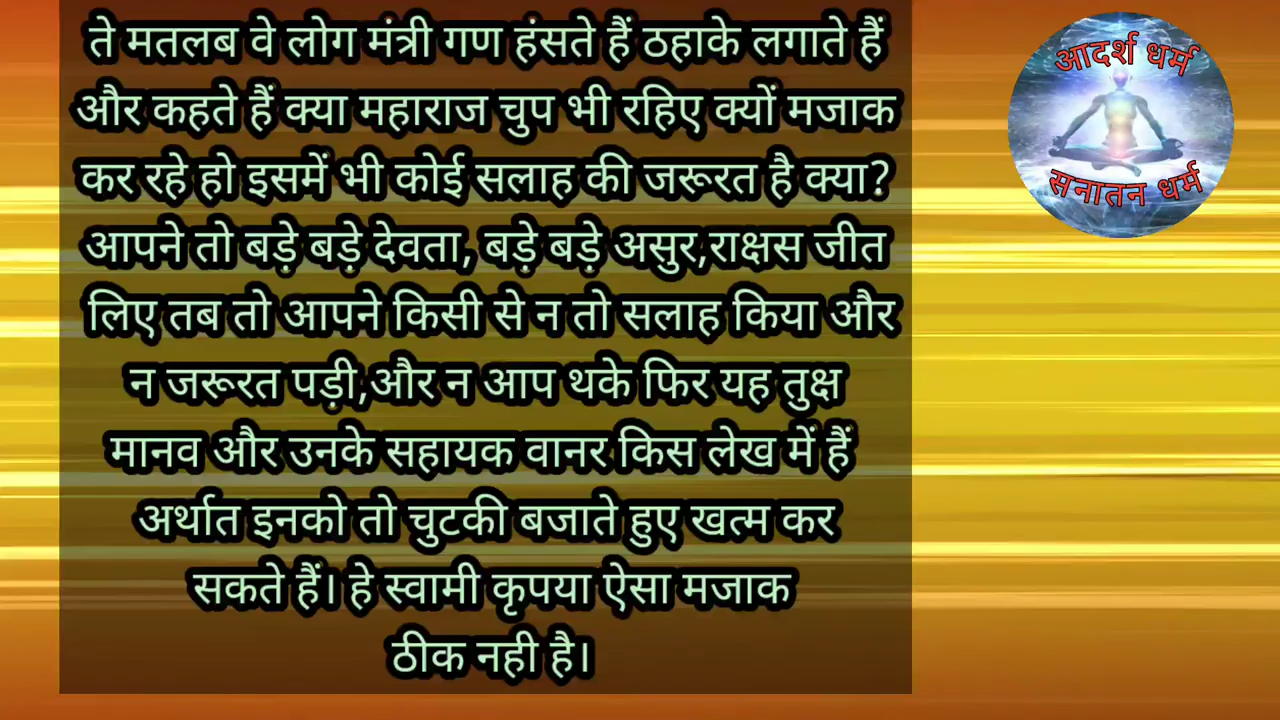 ते मतलब वे लोग मंत्री गण हंसते हैं ठहाके लगाते हैं
और कहते हैं क्या महाराज चुप भी रहिए क्यों मजाक
कर रहे हो इसमें भी कोई सलाह की जरूरत है क्या?
आपने तो बड़े बड़े देवता, बड़े बड़े असुर,राक्षस जीत
लिए तब तो आपने किसी से न तो सलाह किया और
न जरूरत पड़ी,और न आप थके फिर यह तुक्ष
मानव और उनके सहायक वानर किस लेख में हैं
अर्थात इनको तो चुटकी बजाते हुए खत्म कर
सकते हैं। हे स्वामी कृपया ऐसा मजाक
ठीक नही है।
आदर्श धर्म
सनातन धर्म